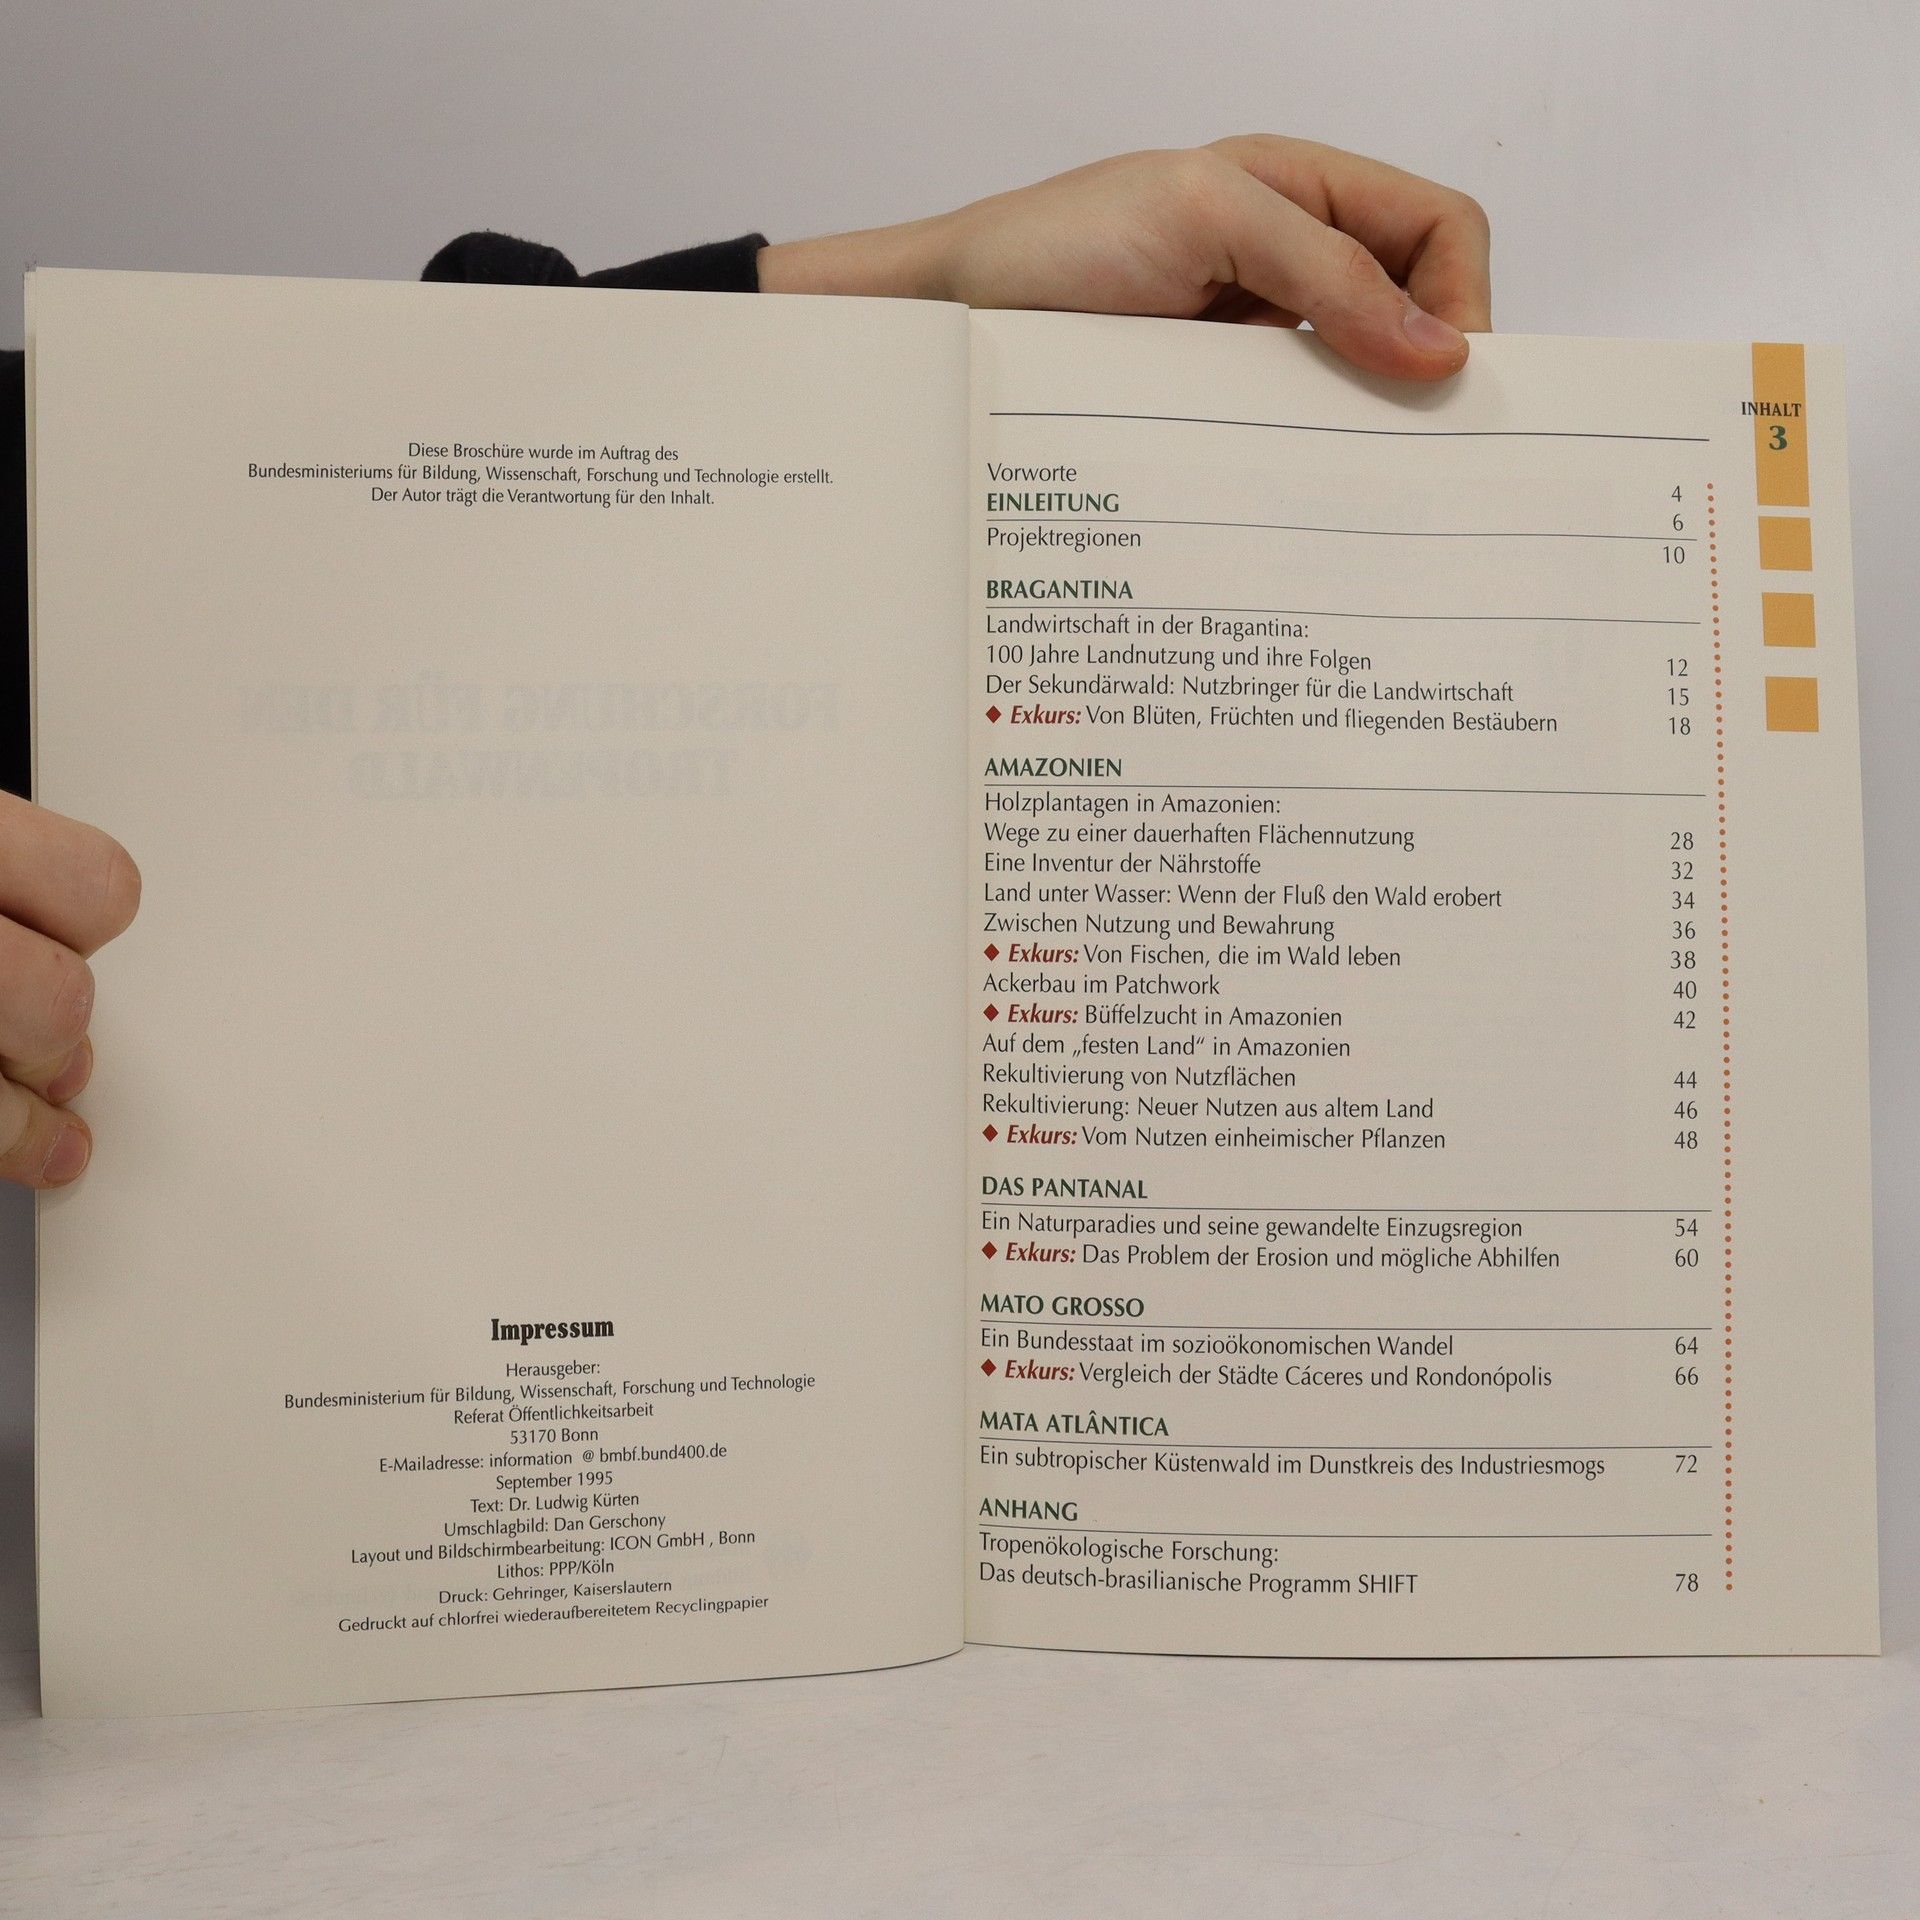 Diese Broschüre wurde im Auftrag des
Bundesministeriums für Bildung, Wissenschaft, Forschung und Technologie erstellt.
Der Autor trägt die Verantwortung für den Inhalt.
Impressum
Herausgeber:
Bundesministerium für Bildung, Wissenschaft, Forschung und Technologie
Referat Öffentlichkeitsarbeit
53170 Bonn
E-Mailadresse: information @ bmbf.bund400.de
September 1995
Text: Dr. Ludwig Kürten
Umschlagbild: Dan Gerschony
Layout und Bildschirmbearbeitung: ICON GmbH , Bonn
Lithos: PPP/Köln
Druck: Gehringer, Kaiserslautern
Gedruckt auf chlorfrei wiederaufbereitetem Recyclingpapier
INHALT
3
Vorworte 4
EINLEITUNG 6
Projektregionen 10
BRAGANTINA
Landwirtschaft in der Bragantina:
100 Jahre Landnutzung und ihre Folgen 12
Der Sekundärwald: Nutzbringer für die Landwirtschaft 15
◆ Exkurs: Von Blüten, Früchten und fliegenden Bestäubern 18
AMAZONIEN
Holzplantagen in Amazonien:
Wege zu einer dauerhaften Flächennutzung 28
Eine Inventur der Nährstoffe 32
Land unter Wasser: Wenn der Fluß den Wald erobert 34
Zwischen Nutzung und Bewahrung 36
◆ Exkurs: Von Fischen, die im Wald leben 38
Ackerbau im Patchwork 40
◆ Exkurs: Büffelzucht in Amazonien 42
Auf dem „festen Land“ in Amazonien
Rekultivierung von Nutzflächen 44
Rekultivierung: Neuer Nutzen aus altem Land 46
◆ Exkurs: Vom Nutzen einheimischer Pflanzen 48
DAS PANTANAL
Ein Naturparadies und seine gewandelte Einzugsregion 54
◆ Exkurs: Das Problem der Erosion und mögliche Abhilfen 60
MATO GROSSO
Ein Bundesstaat im sozioökonomischen Wandel 64
◆ Exkurs: Vergleich der Städte Cáceres und Rondonópolis 66
MATA ATLÂNTICA
Ein subtropischer Küstenwald im Dunstkreis des Industriesmogs 72
ANHANG
Tropenökologische Forschung:
Das deutsch-brasilianische Programm SHIFT 78